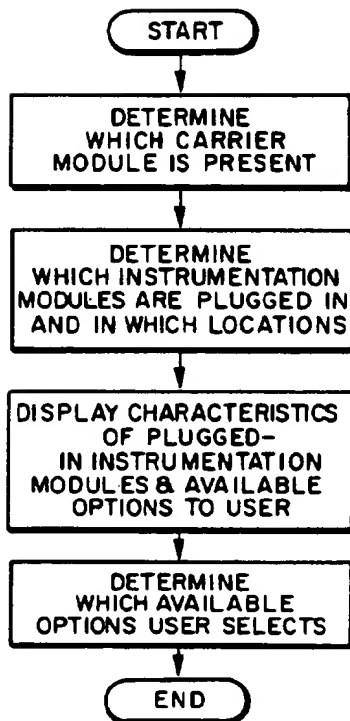 START
DETERMINE
WHICH CARRIER
MODULE IS PRESENT
DETERMINE
WHICH INSTRUMENTATION
MODULES ARE PLUGGED IN
AND IN WHICH LOCATIONS
DISPLAY CHARACTERISTICS
OF PLUGGED-
IN INSTRUMENTATION
MODULES & AVAILABLE
OPTIONS TO USER
DETERMINE
WHICH AVAILABLE
OPTIONS USER SELECTS
END